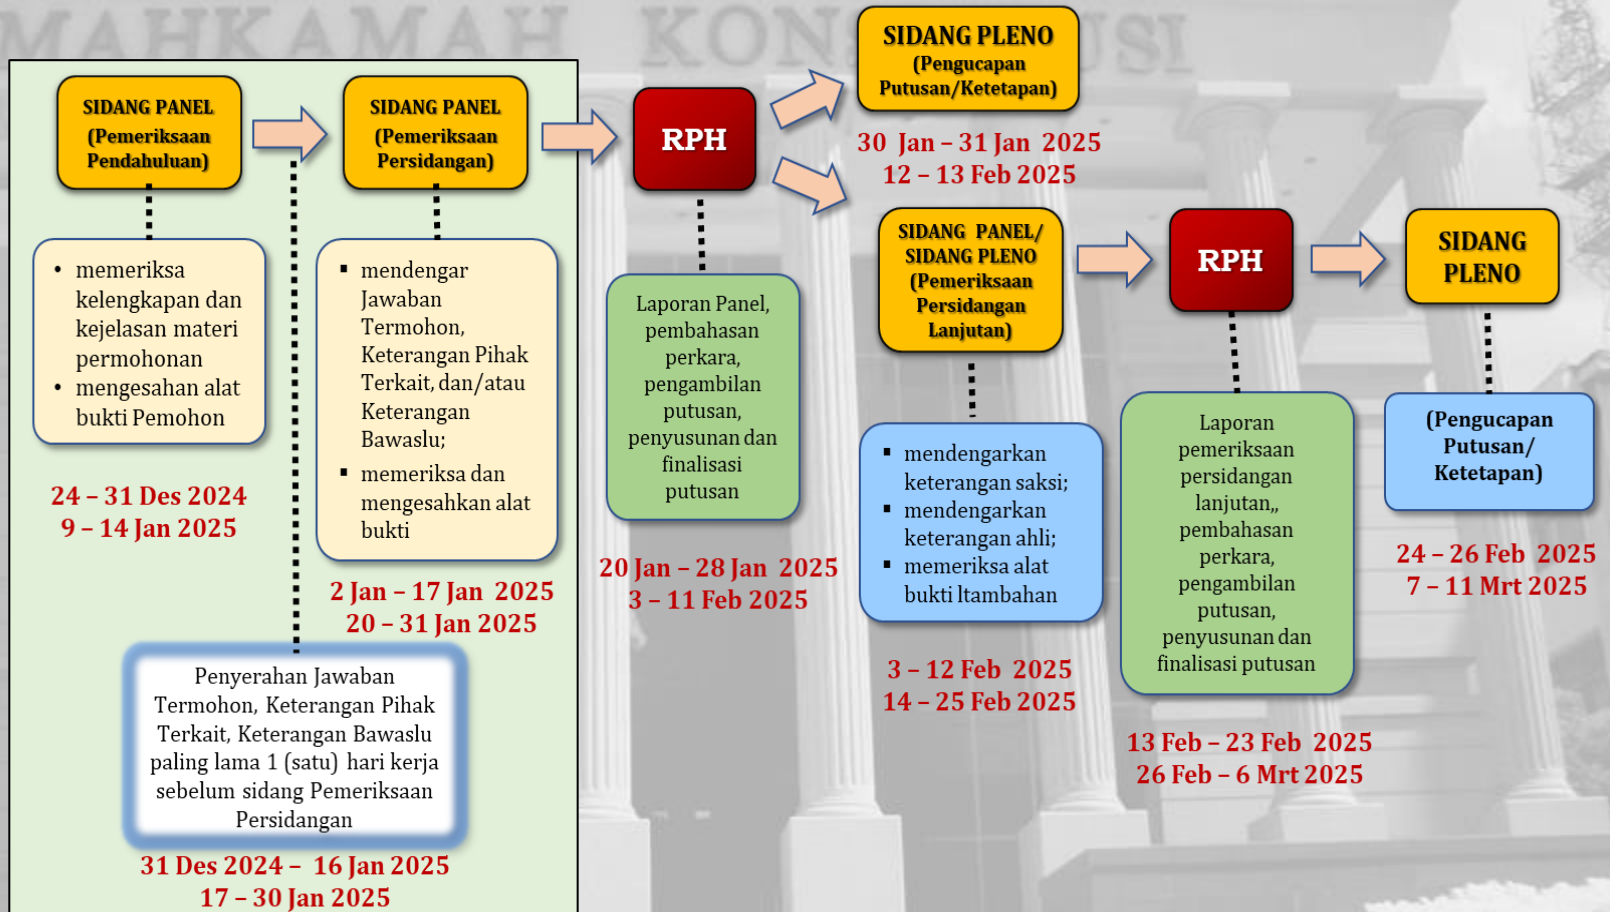 MAHKAMAH KONS USI
SIDANG PANEL
(Pemeriksaan
Pendahuluan)
SIDANG PANEL
(Pemeriksaan
Persidangan)
RPH
SIDANG PLENO
(Pengucapan
Putusan/Ketetapan)
30 Jan – 31 Jan 2025
12 – 13 Feb 2025
• memeriksa
kelengkapan dan
kejelasan materi
permohonan
• mengesahan alat
bukti Pemohon
24 – 31 Des 2024
9 – 14 Jan 2025
▪ mendengar
Jawaban
Termohon,
Keterangan Pihak
Terkait, dan/atau
Keterangan
Bawaslu;
▪ memeriksa dan
mengesahkan alat
bukti
2 Jan – 17 Jan 2025
20 – 31 Jan 2025
Penyerahan Jawaban
Termohon, Keterangan Pihak
Terkait, Keterangan Bawaslu
paling lama 1 (satu) hari kerja
sebelum sidang Pemeriksaan
Persidangan
31 Des 2024 – 16 Jan 2025
17 – 30 Jan 2025
Laporan Panel,
pembahasan
perkara,
pengambilan
putusan,
penyusunan dan
finalisasi
putusan
20 Jan – 28 Jan 2025
3 – 11 Feb 2025
SIDANG PANEL/
SIDANG PLENO
(Pemeriksaan
Persidangan
Lanjutan)
▪ mendengarkan
keterangan saksi;
▪ mendengarkan
keterangan ahli;
▪ memeriksa alat
bukti ltambahan
3 – 12 Feb 2025
14 – 25 Feb 2025
RPH
Laporan
pemeriksaan
persidangan
lanjutan,,
pembahasan
perkara,
pengambilan
putusan,
penyusunan dan
finalisasi putusan
13 Feb – 23 Feb 2025
26 Feb – 6 Mrt 2025
SIDANG
PLENO
(Pengucapan
Putusan/
Ketetapan)
24 – 26 Feb 2025
7 – 11 Mrt 2025